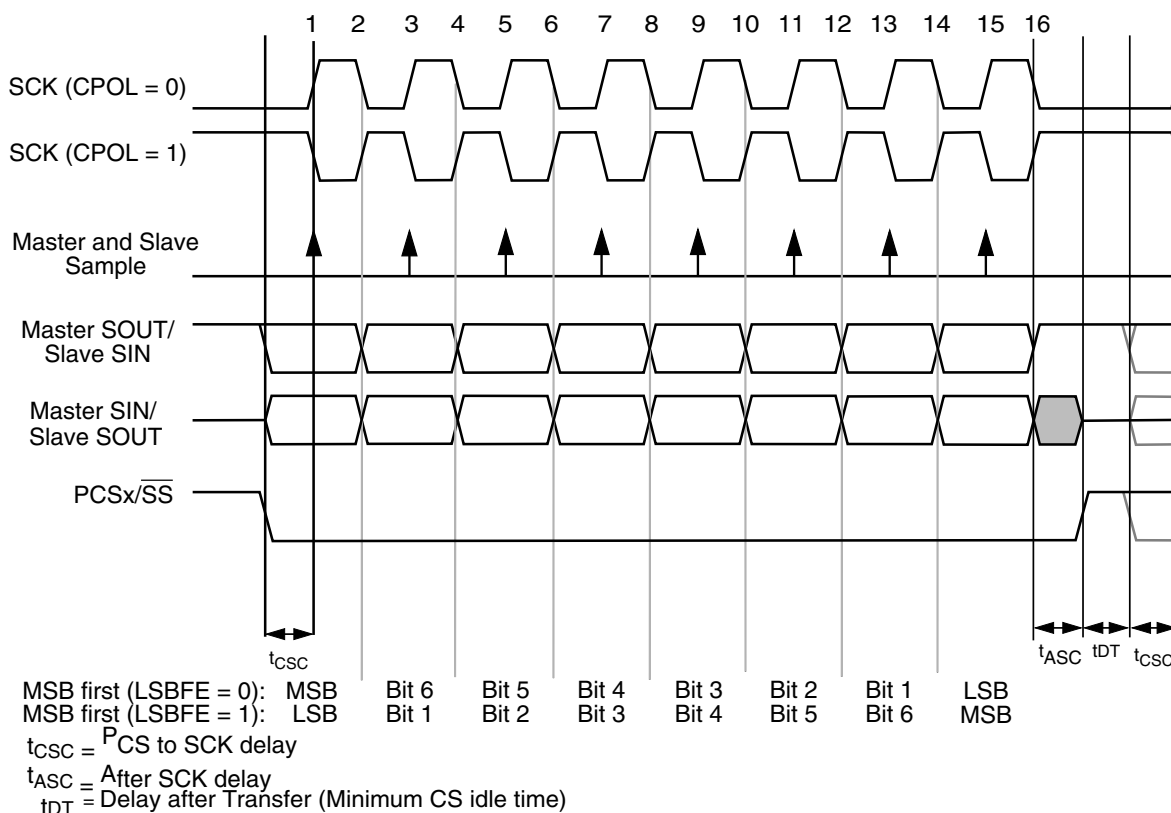 1 2 3 4 5 6 7 8 9 10 11 12 13 14 15 16
SCK (CPOL = 0)
SCK (CPOL = 1)
Master and Slave
Sample
Master SOUT/
Slave SIN
Master SIN/
Slave SOUT
PCSx/SS
tCSC tASC tDT tCSC
MSB first (LSBFE = 0): MSB Bit 6 Bit 5 Bit 4 Bit 3 Bit 2 Bit 1 LSB
MSB first (LSBFE = 1): LSB Bit 1 Bit 2 Bit 3 Bit 4 Bit 5 Bit 6 MSB
tCSC = PCS to SCK delay
tASC = After SCK delay
tDT = Delay after Transfer (Minimum CS idle time)